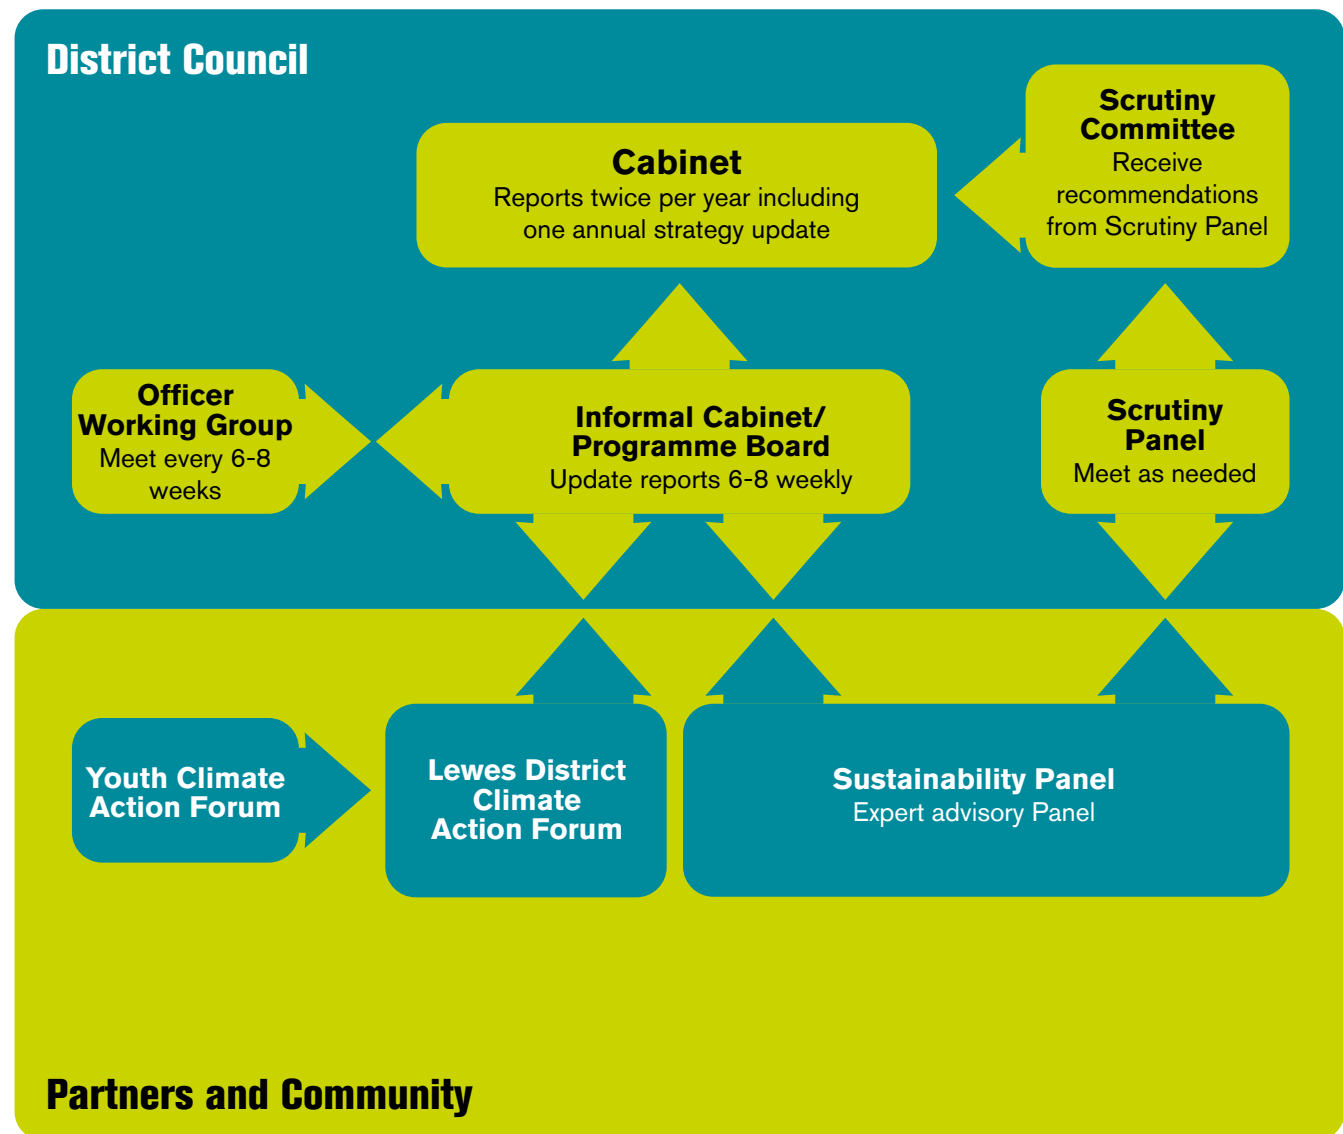 District Council
Scrutiny
Committee
Receive
recommendations
from Scrutiny Panel
Cabinet
Reports twice per year including
one annual strategy update
Officer
Working Group
Meet every 6-8
weeks
Informal Cabinet/
Programme Board
Update reports 6-8 weekly
Scrutiny
Panel
Meet as needed
Youth Climate
Action Forum
Lewes District
Climate
Action Forum
Sustainability Panel
Expert advisory Panel
Partners and Community